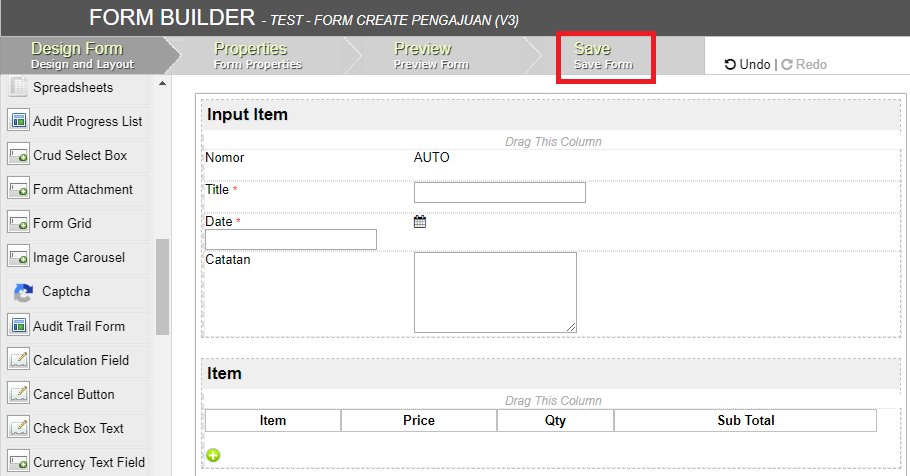 FORM BUILDER - TEST - FORM CREATE PENGAJUAN (V3)
Design Form
Design and Layout
Properties
Form Properties
Preview
Preview Form
Save
Save Form
Undo | Redo
Spreadsheets
Audit Progress List
Crud Select Box
Form Attachment
Form Grid
Image Carousel
Captcha
Audit Trail Form
Calculation Field
Cancel Button
Check Box Text
Currency Text Field
Input Item
Drag This Column
Nomor AUTO
Title *
Date *
Catatan
Item
Drag This Column
Item Price Qty Sub Total